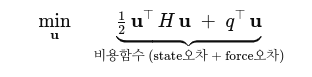 min ½ u⊤ H u + q⊤ u
u
비용함수 (state오차 + force오차)